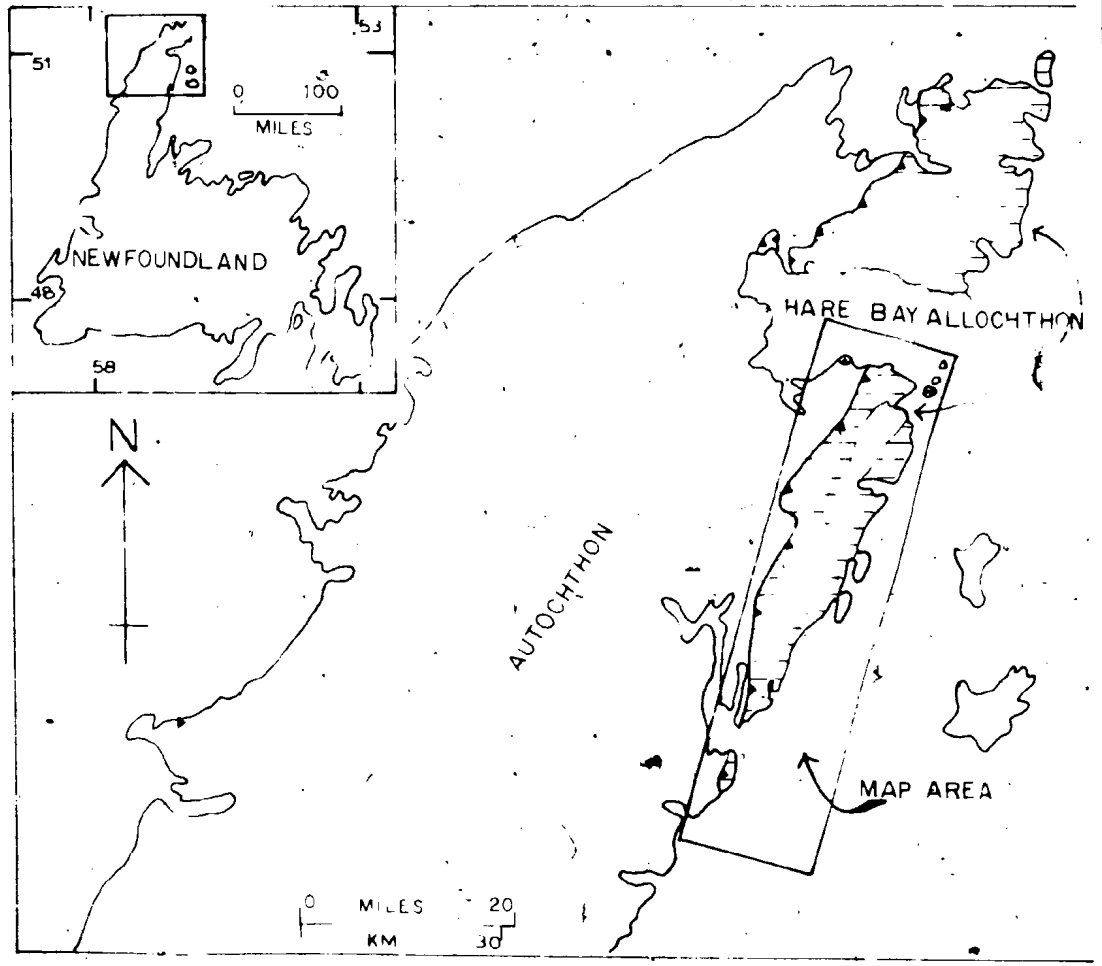 53
51
0 100
MILES
NEWFOUNDLAND
48
58
HARE BAY ALLOCHTHON
N
AUTOCHTHON
MAP AREA
0 MILES 20
KM 30